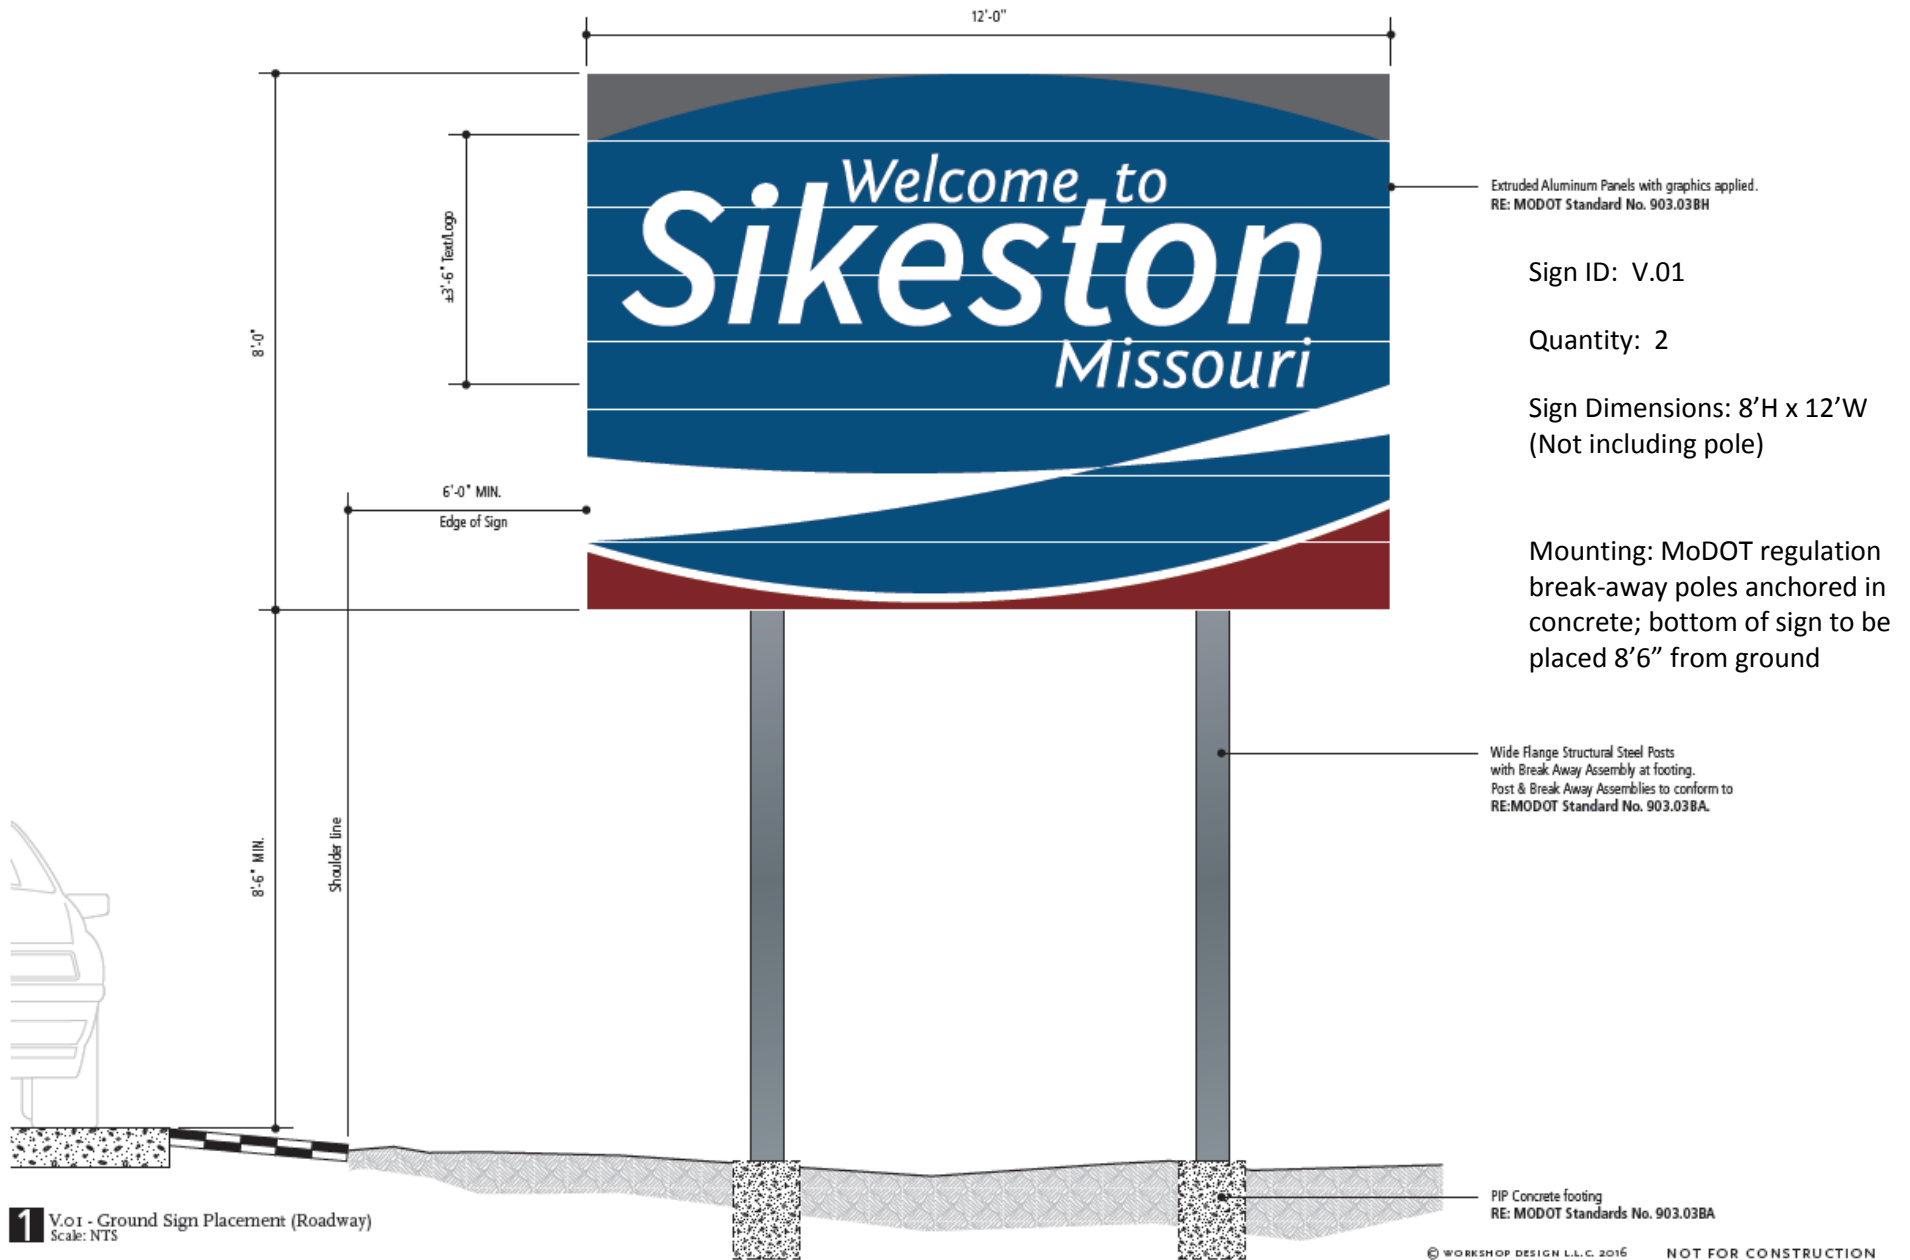 12'-0"
Welcome to
Sikeston
Missouri
±3'-6" Text/Logo
8'-0"
6'-0" MIN.
Edge of Sign
8'-6" MIN.
Shoulder line
Extruded Aluminum Panels with graphics applied.
RE: MODOT Standard No. 903.03BH
Sign ID:  V.01
Quantity:  2
Sign Dimensions: 8’H x 12’W
(Not including pole)
Mounting: MoDOT regulation
break-away poles anchored in
concrete; bottom of sign to be
placed 8’6” from ground
Wide Flange Structural Steel Posts
with Break Away Assembly at footing.
Post & Break Away Assemblies to conform to
RE:MODOT Standard No. 903.03BA.
PIP Concrete footing
RE: MODOT Standards No. 903.03BA
1 V.01 - Ground Sign Placement (Roadway)
Scale: NTS
© WORKSHOP DESIGN L.L.C. 2016 NOT FOR CONSTRUCTION